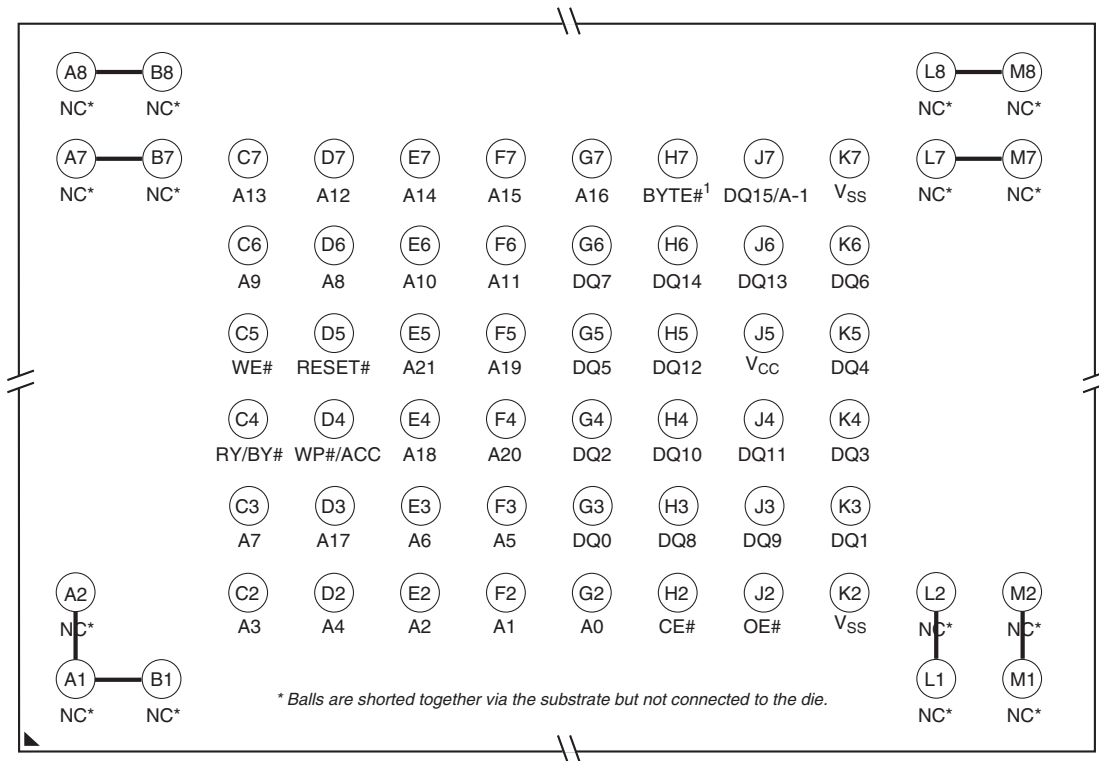 A8 B8 L8 M8
NC* NC* NC* NC*
A7 B7 C7 D7 E7 F7 G7 H7 J7 K7 L7 M7
NC* NC* A13 A12 A14 A15 A16 BYTE#1 DQ15/A-1 VSS NC* NC*
C6 D6 E6 F6 G6 H6 J6 K6
A9 A8 A10 A11 DQ7 DQ14 DQ13 DQ6
C5 D5 E5 F5 G5 H5 J5 K5
WE# RESET# A21 A19 DQ5 DQ12 VCC DQ4
C4 D4 E4 F4 G4 H4 J4 K4
RY/BY# WP#/ACC A18 A20 DQ2 DQ10 DQ11 DQ3
C3 D3 E3 F3 G3 H3 J3 K3
A7 A17 A6 A5 DQ0 DQ8 DQ9 DQ1
A2 C2 D2 E2 F2 G2 H2 J2 K2 L2 M2
NC* A3 A4 A2 A1 A0 CE# OE# VSS NC* NC*
A1 B1 L1 M1
* Balls are shorted together via the substrate but not connected to the die.
NC* NC* NC* NC*